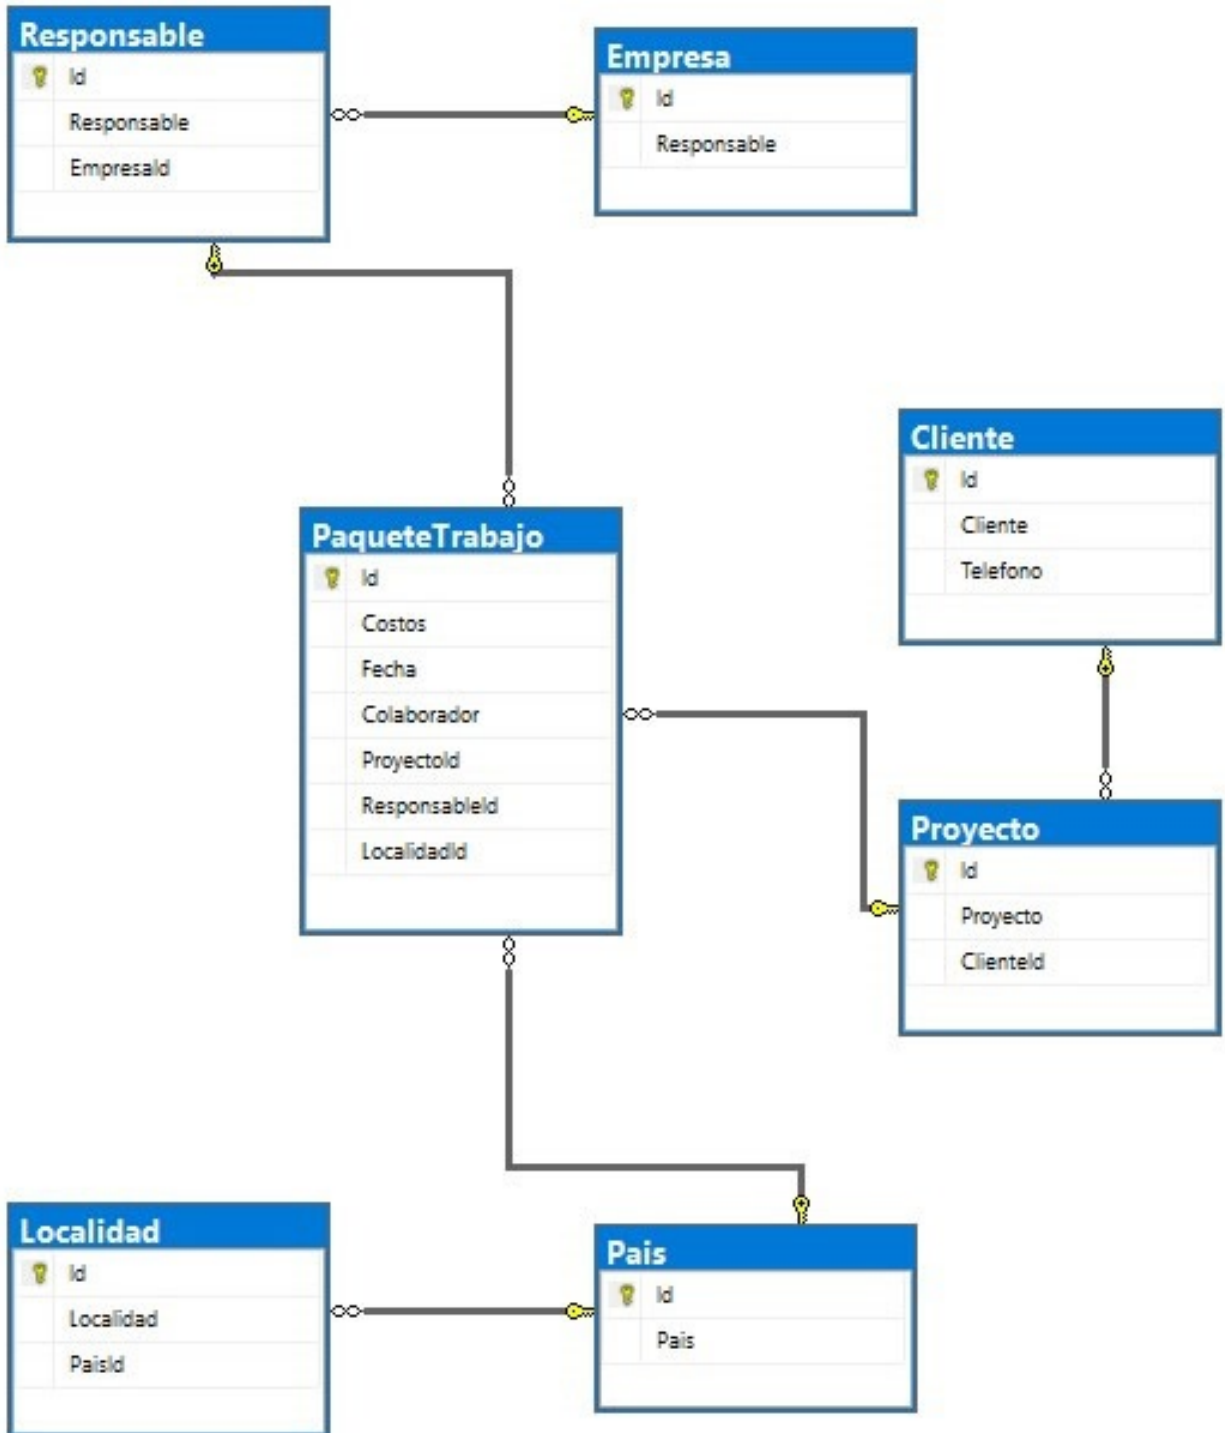 Responsable
Id
Responsable
EmpresaId
Empresa
Id
Responsable
Cliente
Id
Cliente
Telefono
PaqueteTrabajo
Id
Costos
Fecha
Colaborador
ProyectoId
ResponsableId
LocalidadId
Proyecto
Id
Proyecto
ClienteId
Localidad
Id
Localidad
PaisId
Pais
Id
Pais